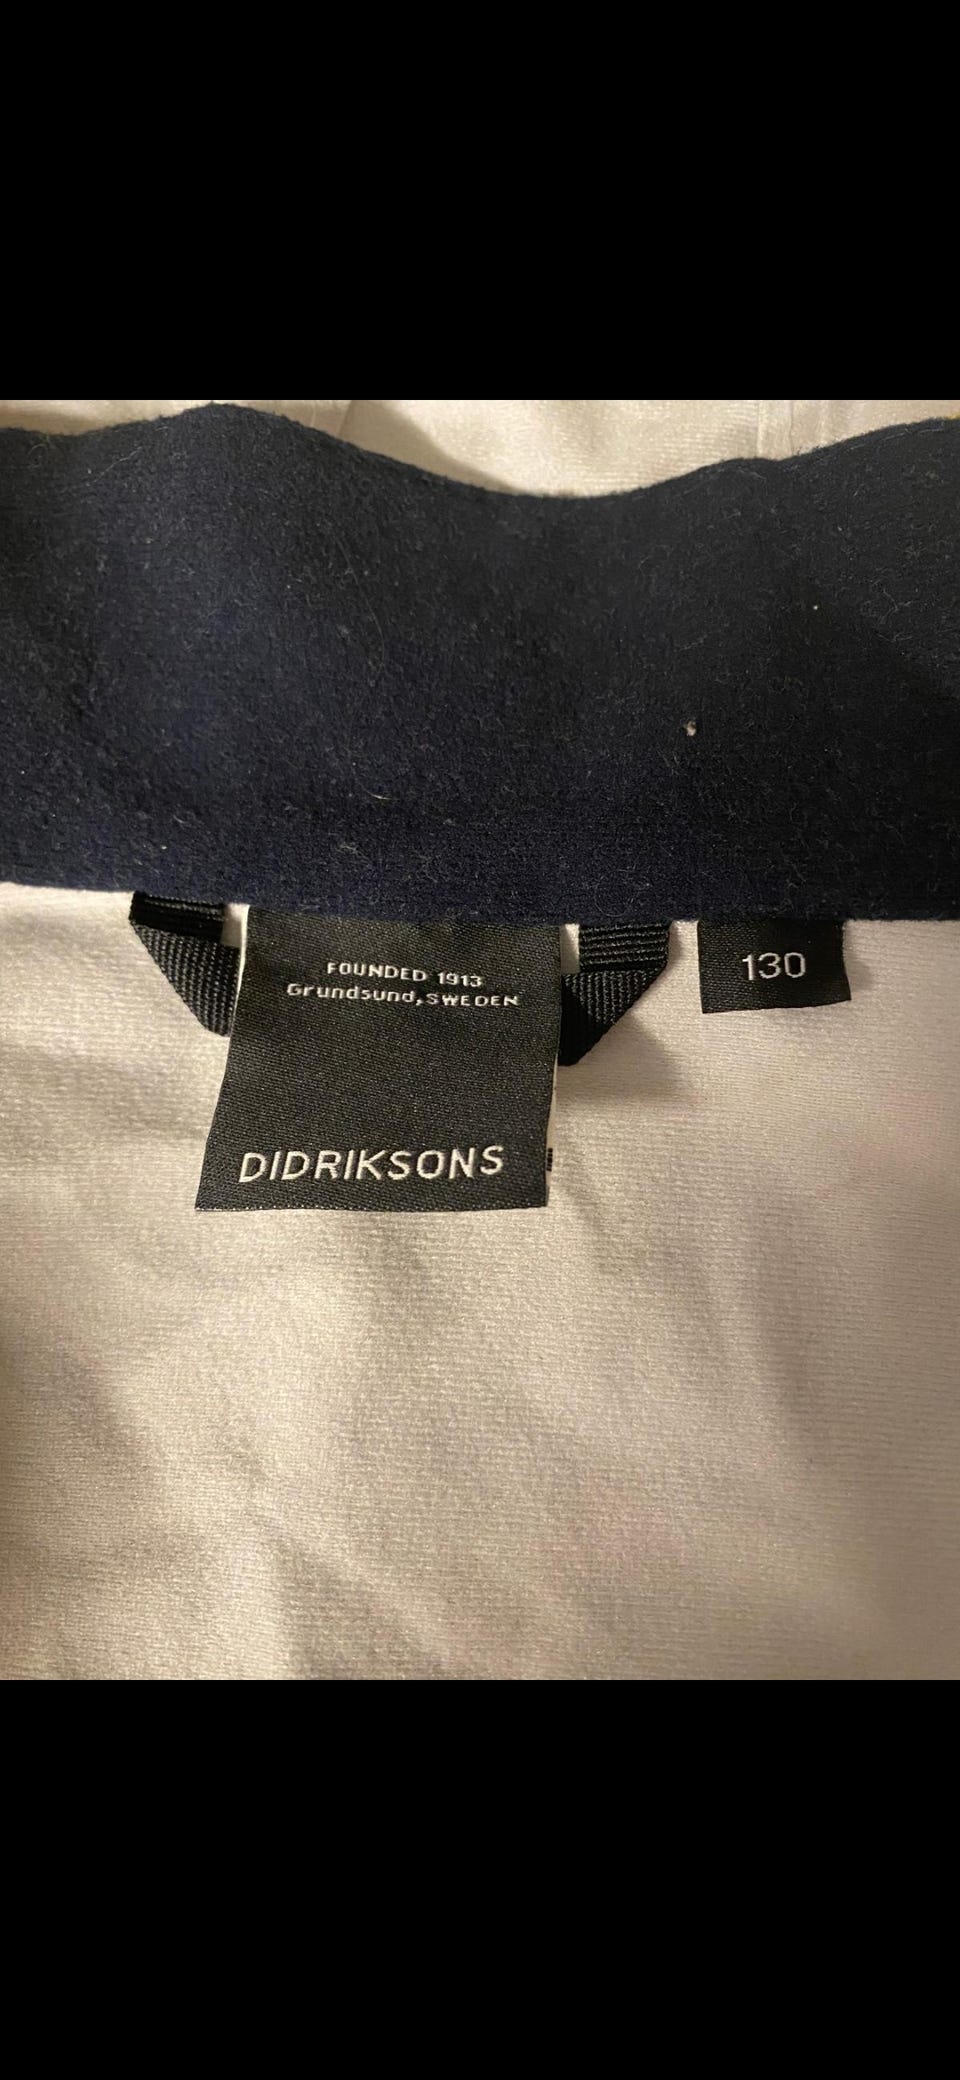 FOUNDED 1913
Grundsund, SWEDEN
DIDRIKSONS
130